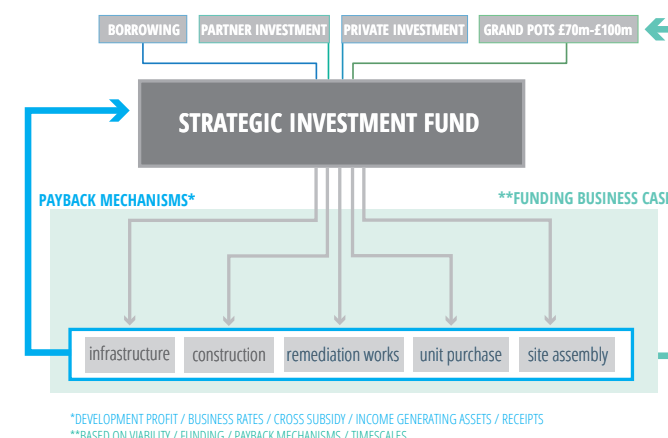 BORROWING PARTNER INVESTMENT PRIVATE INVESTMENT GRAND POTS £70m-£100m
STRATEGIC INVESTMENT FUND
PAYBACK MECHANISMS* **FUNDING BUSINESS CAS
infrastructure construction remediation works unit purchase site assembly
*DEVELOPMENT PROFIT / BUSINESS RATES / CROSS SUBSIDY / INCOME GENERATING ASSETS / RECEIPTS
**BASED ON VIABILITY / FUNDING / PAYBACK MECHANISMS / TIMESCALES